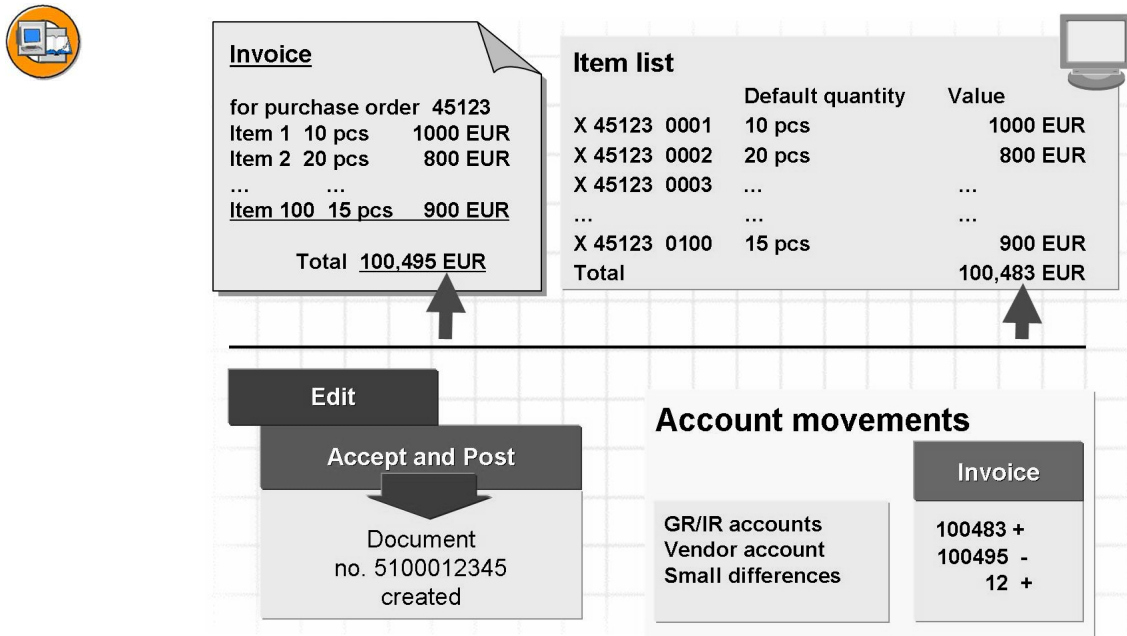 Invoice
for purchase order 45123
Item 1 10 pcs 1000 EUR
Item 2 20 pcs 800 EUR
... ...
Item 100 15 pcs 900 EUR
Total 100,495 EUR
Item list
Default quantity Value
X 45123 0001 10 pcs 1000 EUR
X 45123 0002 20 pcs 800 EUR
X 45123 0003 ... ...
... ... ...
X 45123 0100 15 pcs 900 EUR
Total 100,483 EUR
Edit
Accept and Post
Document
no. 5100012345
created
Account movements
Invoice
GR/IR accounts 100483 +
Vendor account 100495 -
Small differences 12 +